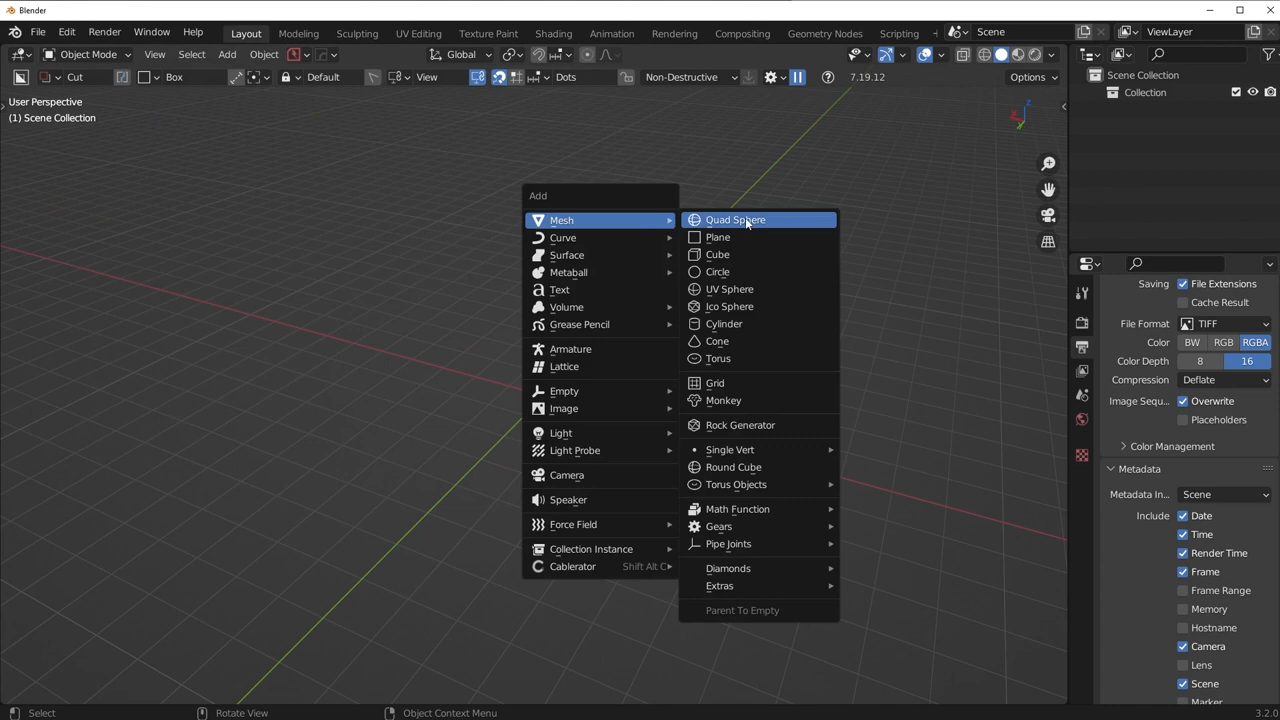 Blender
File Edit Render Window Help Layout Modeling Sculpting UV Editing Texture Paint Shading Animation Rendering Compositing Geometry Nodes Scripting Scene ViewLayer
Object Mode View Select Add Object Global
Cut Box Default View Dots Non-Destructive 7.19.12 Options
User Perspective
(1) Scene Collection
Add
Mesh
Curve
Surface
Metaball
Text
Volume
Grease Pencil
Armature
Lattice
Empty
Image
Light
Light Probe
Camera
Speaker
Force Field
Collection Instance
Cablerator Shift Alt C
Quad Sphere
Plane
Cube
Circle
UV Sphere
Ico Sphere
Cylinder
Cone
Torus
Grid
Monkey
Rock Generator
Single Vert
Round Cube
Torus Objects
Math Function
Gears
Pipe Joints
Diamonds
Extras
Parent To Empty
Scene Collection
Collection
Saving File Extensions
Cache Result
File Format TIFF
Color BW RGB RGBA
Color Depth 8 16
Compression Deflate
Image Sequ... Overwrite
Placeholders
Color Management
Metadata
Metadata In... Scene
Include Date
Time
Render Time
Frame
Frame Range
Memory
Hostname
Camera
Lens
Scene
Marker
Select Rotate View Object Context Menu 3.2.0